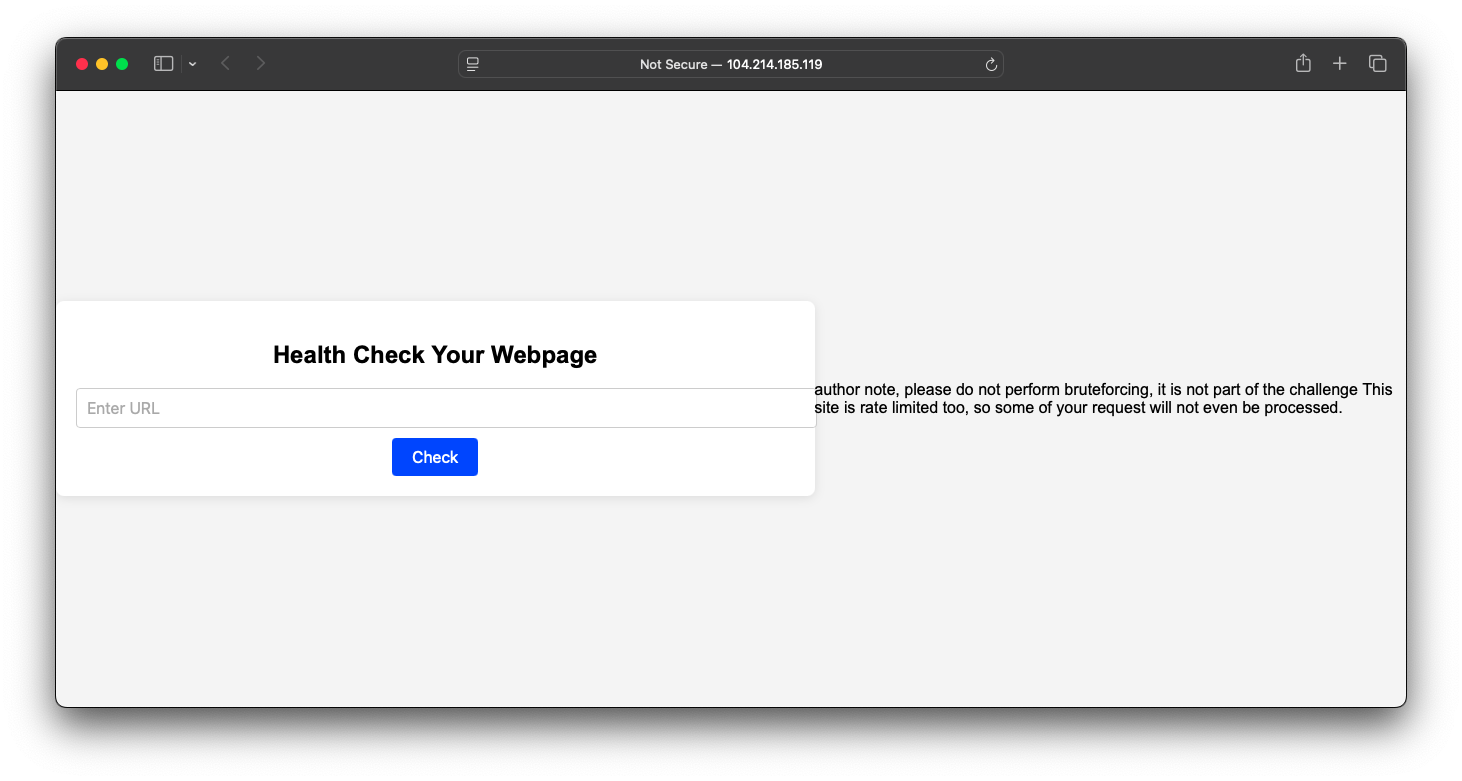 Not Secure — 104.214.185.119
Health Check Your Webpage
Enter URL
Check
author note, please do not perform bruteforcing, it is not part of the challenge This
site is rate limited too, so some of your request will not even be processed.